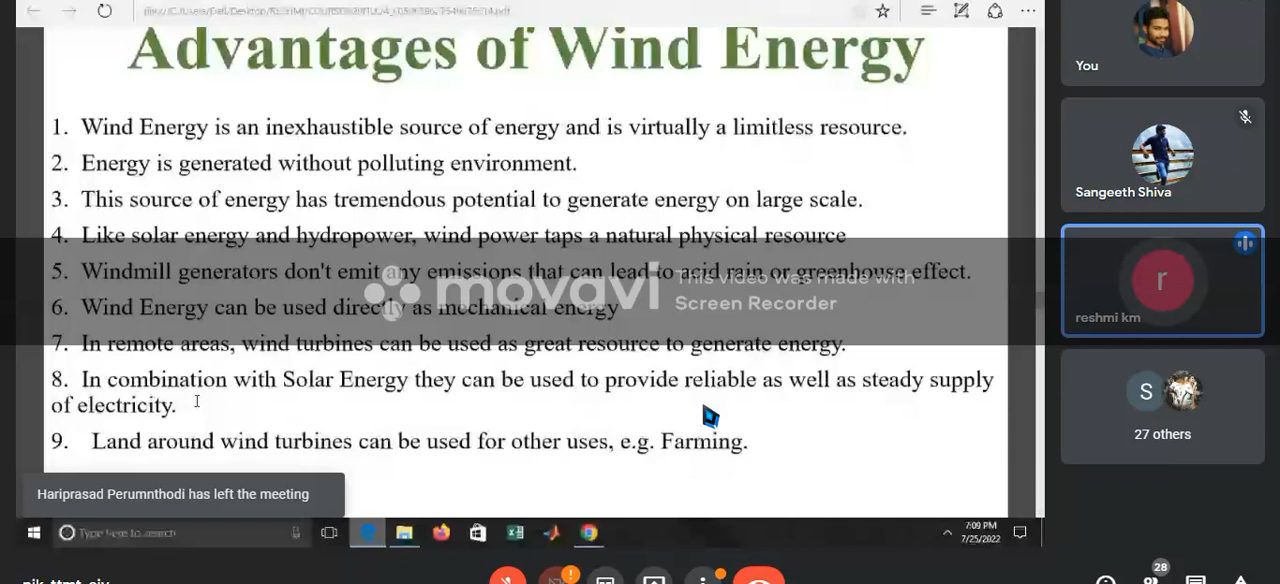 Advantages of Wind Energy
You
1. Wind Energy is an inexhaustible source of energy and is virtually a limitless resource.
2. Energy is generated without polluting environment.
3. This source of energy has tremendous potential to generate energy on large scale.
Sangeeth Shiva
4. Like solar energy and hydropower, wind power taps a natural physical resource
5. Windmill generators don't emit any emissions that can lead to acid rain or greenhouse effect.
movavi
This video was made with
Screen Recorder
6. Wind Energy can be used directly as mechanical energy
r
reshmi km
7. In remote areas, wind turbines can be used as great resource to generate energy.
8. In combination with Solar Energy they can be used to provide reliable as well as steady supply
of electricity.
S
27 others
9. Land around wind turbines can be used for other uses, e.g. Farming.
Hariprasad Perumnthodi has left the meeting
Type here to search
7:09 PM
7/25/2022
28